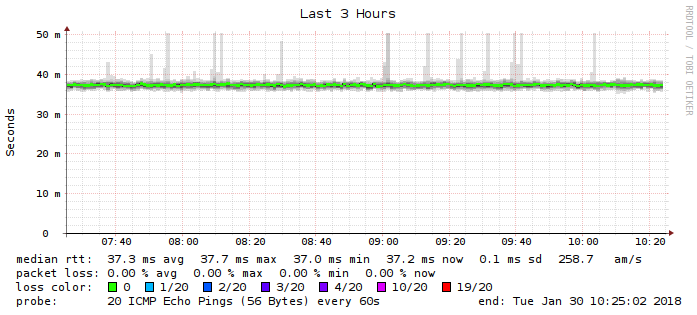 Last 3 Hours
RRDTOOL / TOBI OETIKER
Seconds
50 m
40 m
30 m
20 m
10 m
0
07:40 08:00 08:20 08:40 09:00 09:20 09:40 10:00 10:20
median rtt: 37.3 ms avg 37.7 ms max 37.0 ms min 37.2 ms now 0.1 ms sd 258.7 am/s
packet loss: 0.00 % avg 0.00 % max 0.00 % min 0.00 % now
loss color: 0 1/20 2/20 3/20 4/20 10/20 19/20
probe: 20 ICMP Echo Pings (56 Bytes) every 60s end: Tue Jan 30 10:25:02 2018